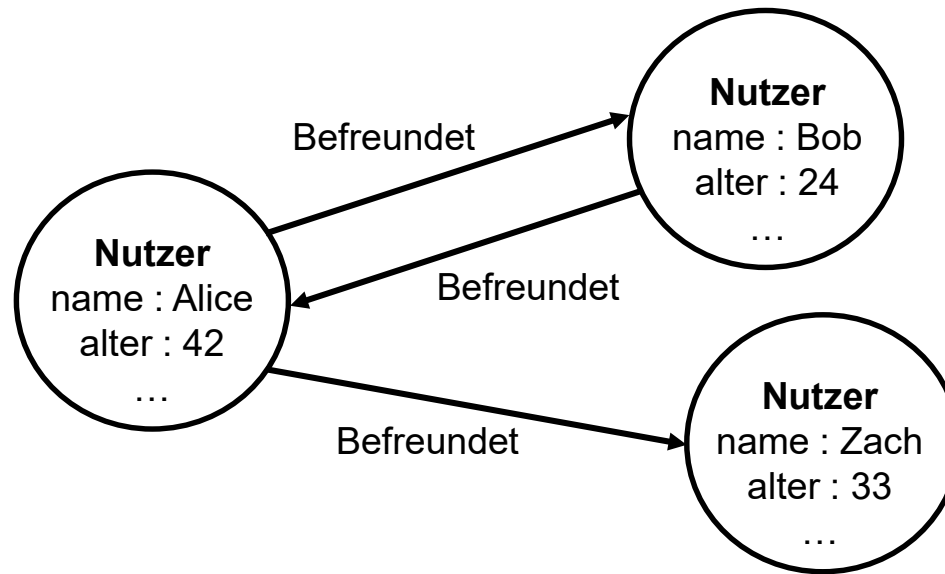 Nutzer
name : Bob
alter : 24
…
Befreundet
Befreundet
Nutzer
name : Alice
alter : 42
…
Befreundet
Nutzer
name : Zach
alter : 33
…